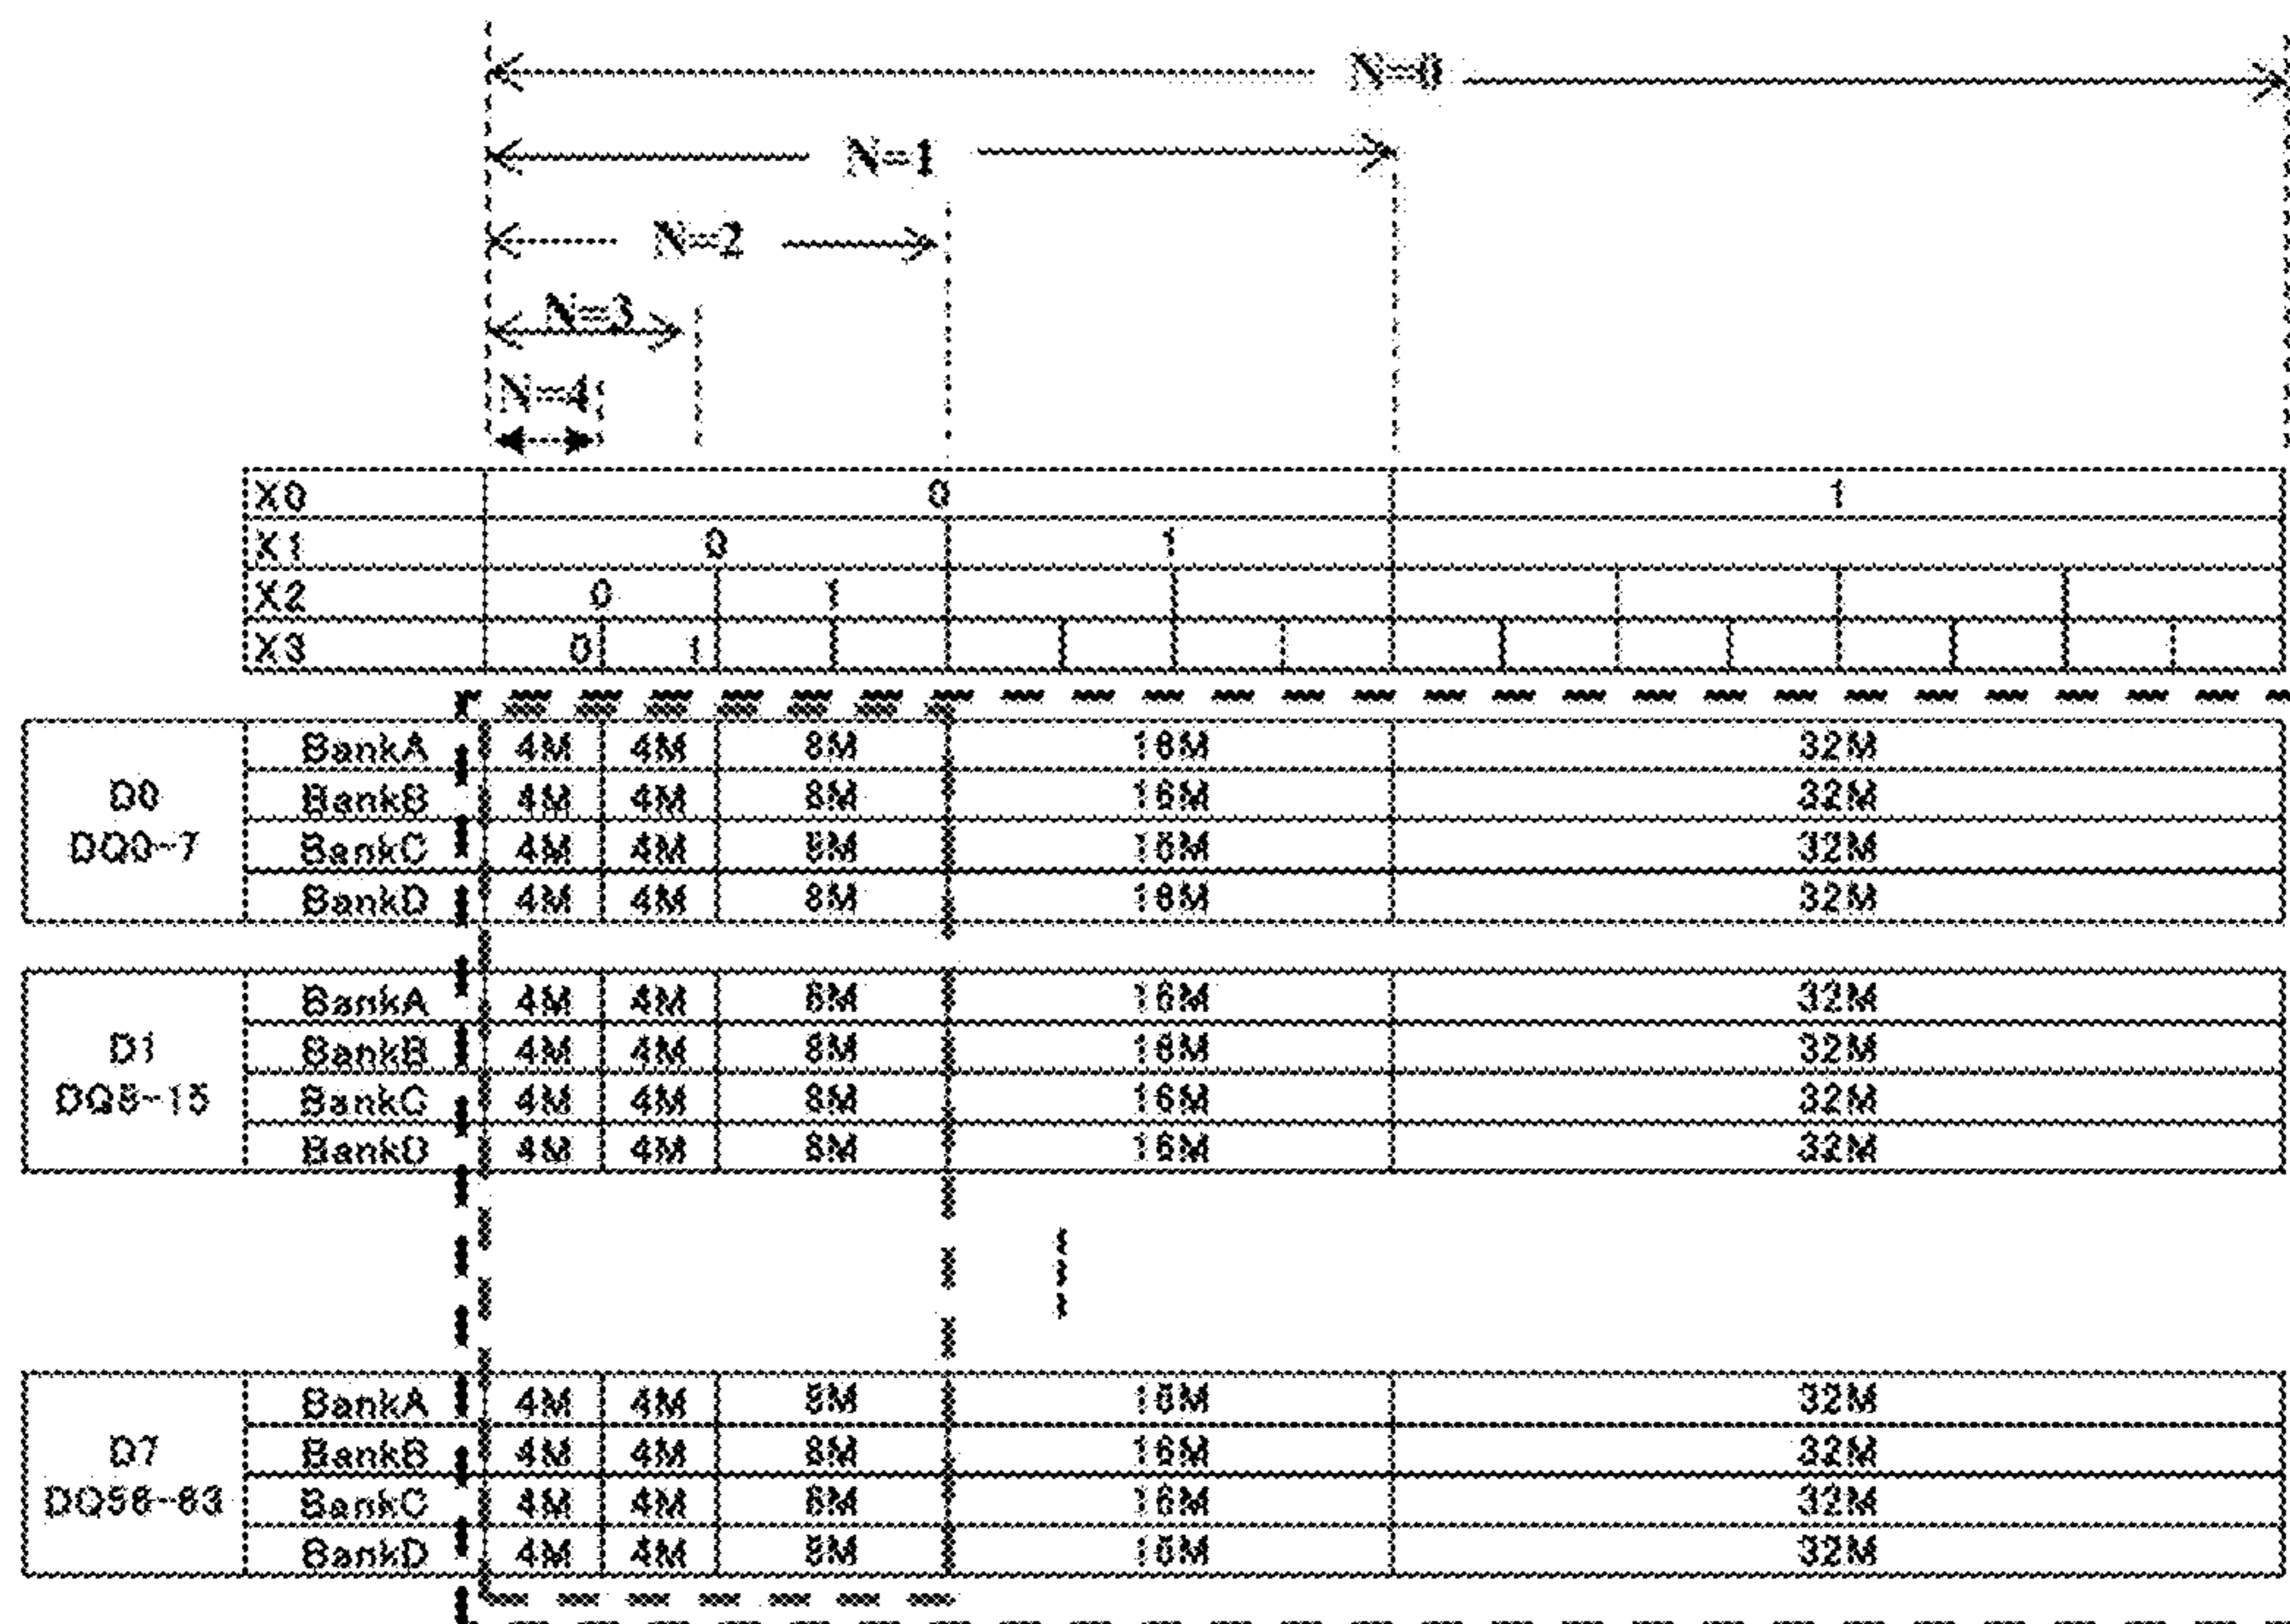 N=0
N=1
N=2
N=3
N=4
X0 0 1
X1 0 1
X2 0 1
X3 0 1
BankA 4M 4M 8M 16M 32M
D0 BankB 4M 4M 8M 16M 32M
DQ0~7 BankC 4M 4M 8M 16M 32M
BankD 4M 4M 8M 16M 32M
BankA 4M 4M 8M 16M 32M
D1 BankB 4M 4M 8M 16M 32M
DQ8~15 BankC 4M 4M 8M 16M 32M
BankD 4M 4M 8M 16M 32M
BankA 4M 4M 8M 16M 32M
D7 BankB 4M 4M 8M 16M 32M
DQ56~63 BankC 4M 4M 8M 16M 32M
BankD 4M 4M 8M 16M 32M